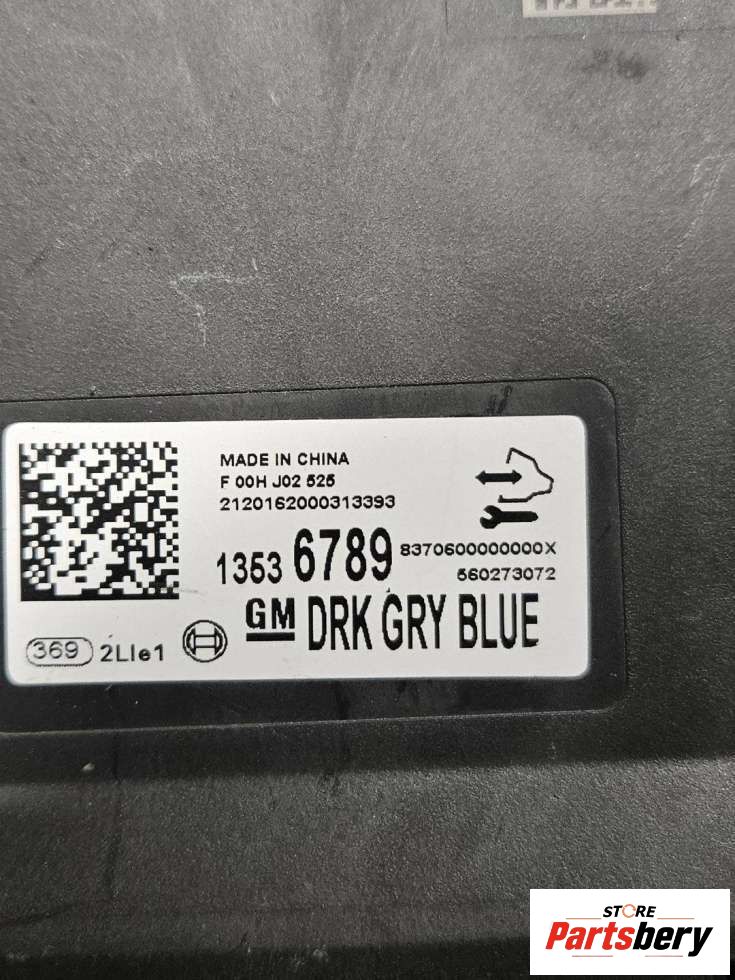 MADE IN CHINA
F 00H J02 525
2120162000313393
1353 6789
8370600000000X
560273072
GM DRK GRY BLUE
369 2LIe1
STORE
Partsbery